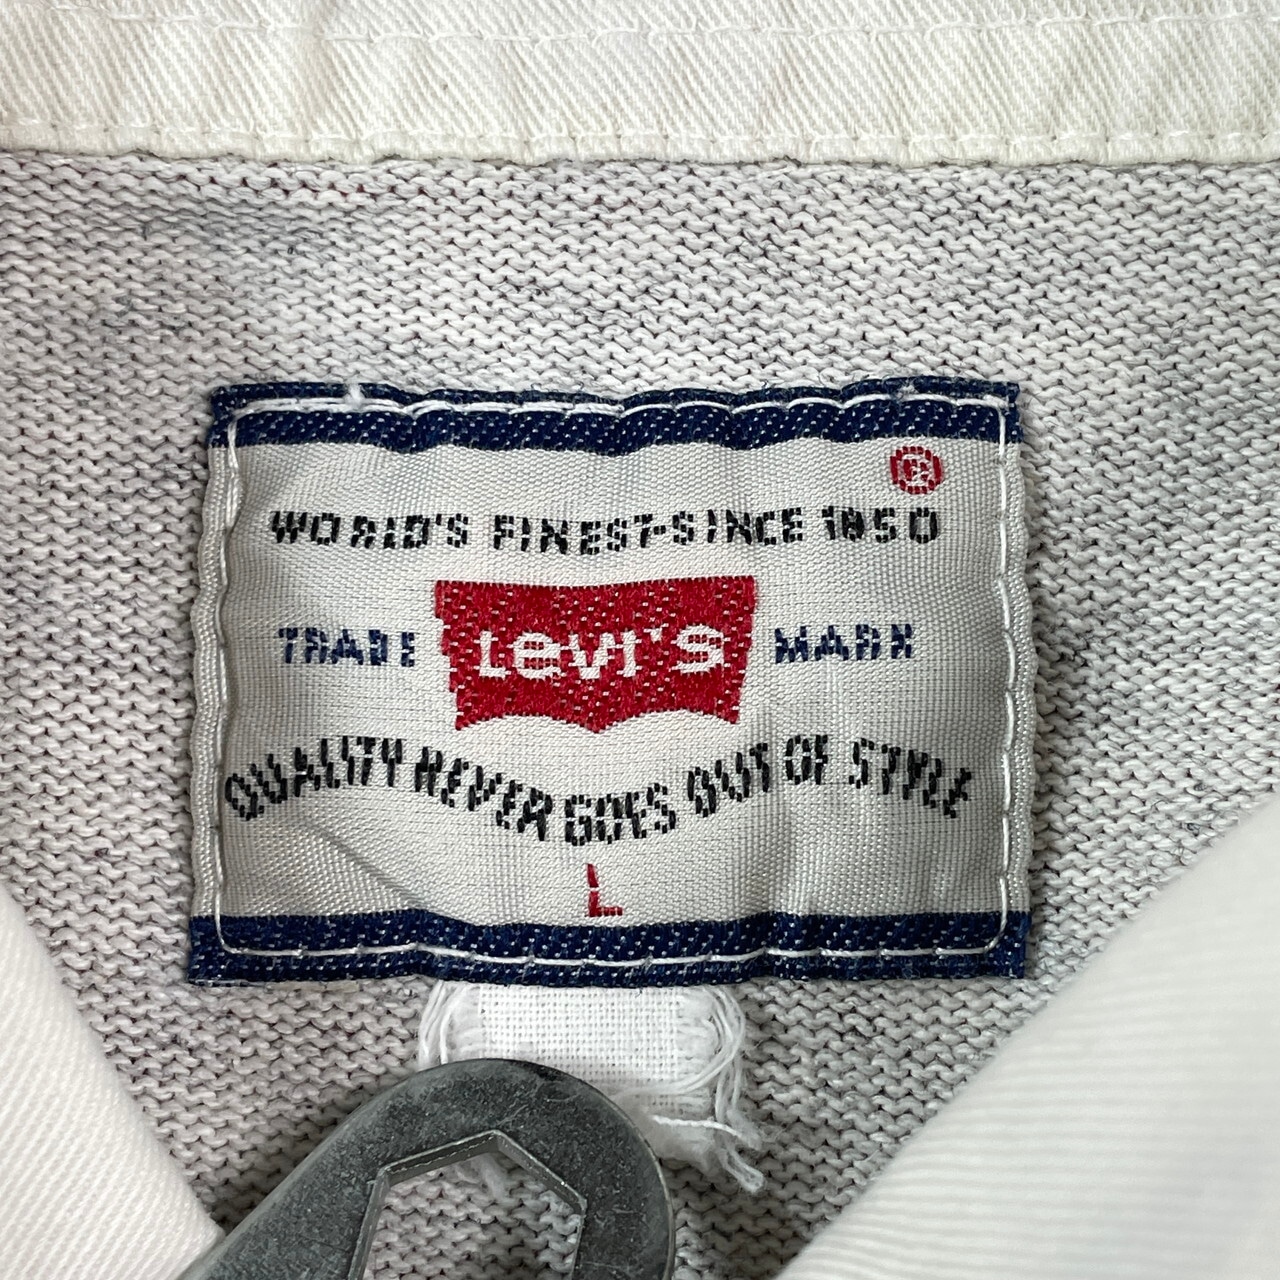 ®
WORLD'S FINEST-SINCE 1850
TRADE LEVI'S MARK
QUALITY NEVER GOES OUT OF STYLE
L